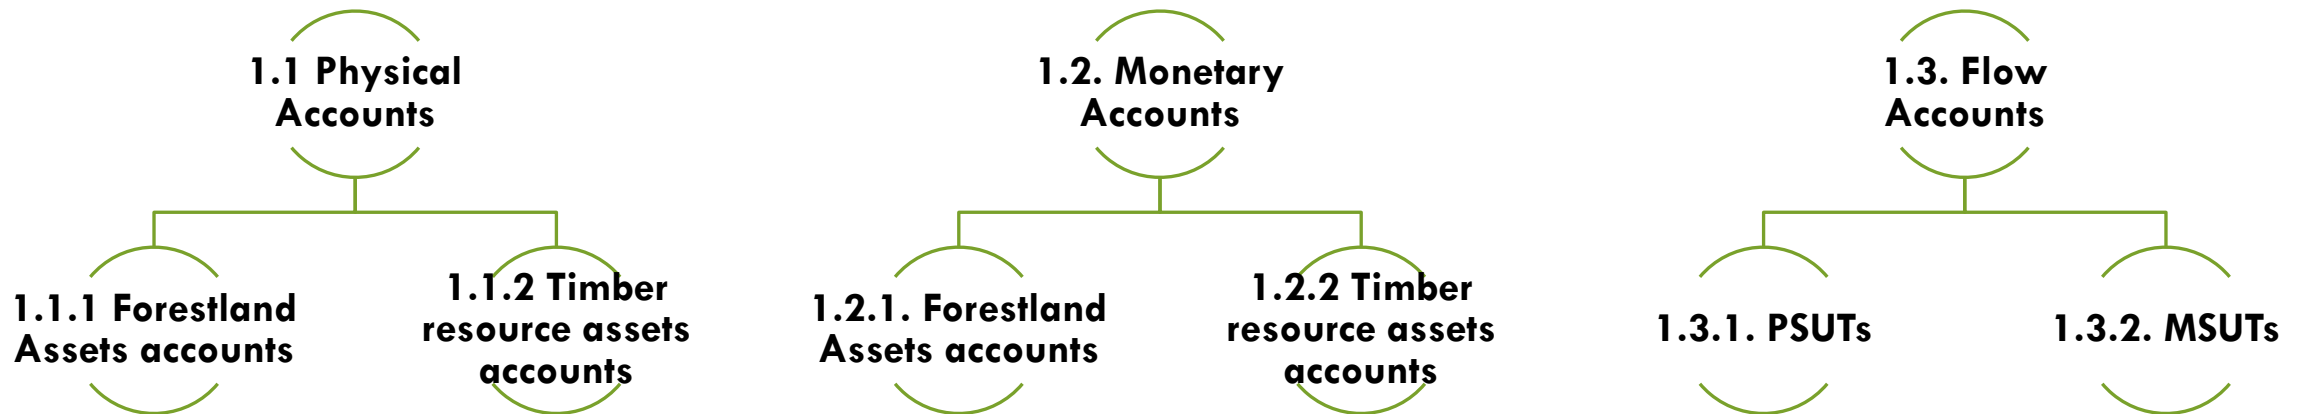 1.1 Physical
Accounts
1.2. Monetary
Accounts
1.3. Flow
Accounts
1.1.1 Forestland
Assets accounts
1.1.2 Timber
resource assets
accounts
1.2.1. Forestland
Assets accounts
1.2.2 Timber
resource assets
accounts
1.3.1. PSUTs
1.3.2. MSUTs